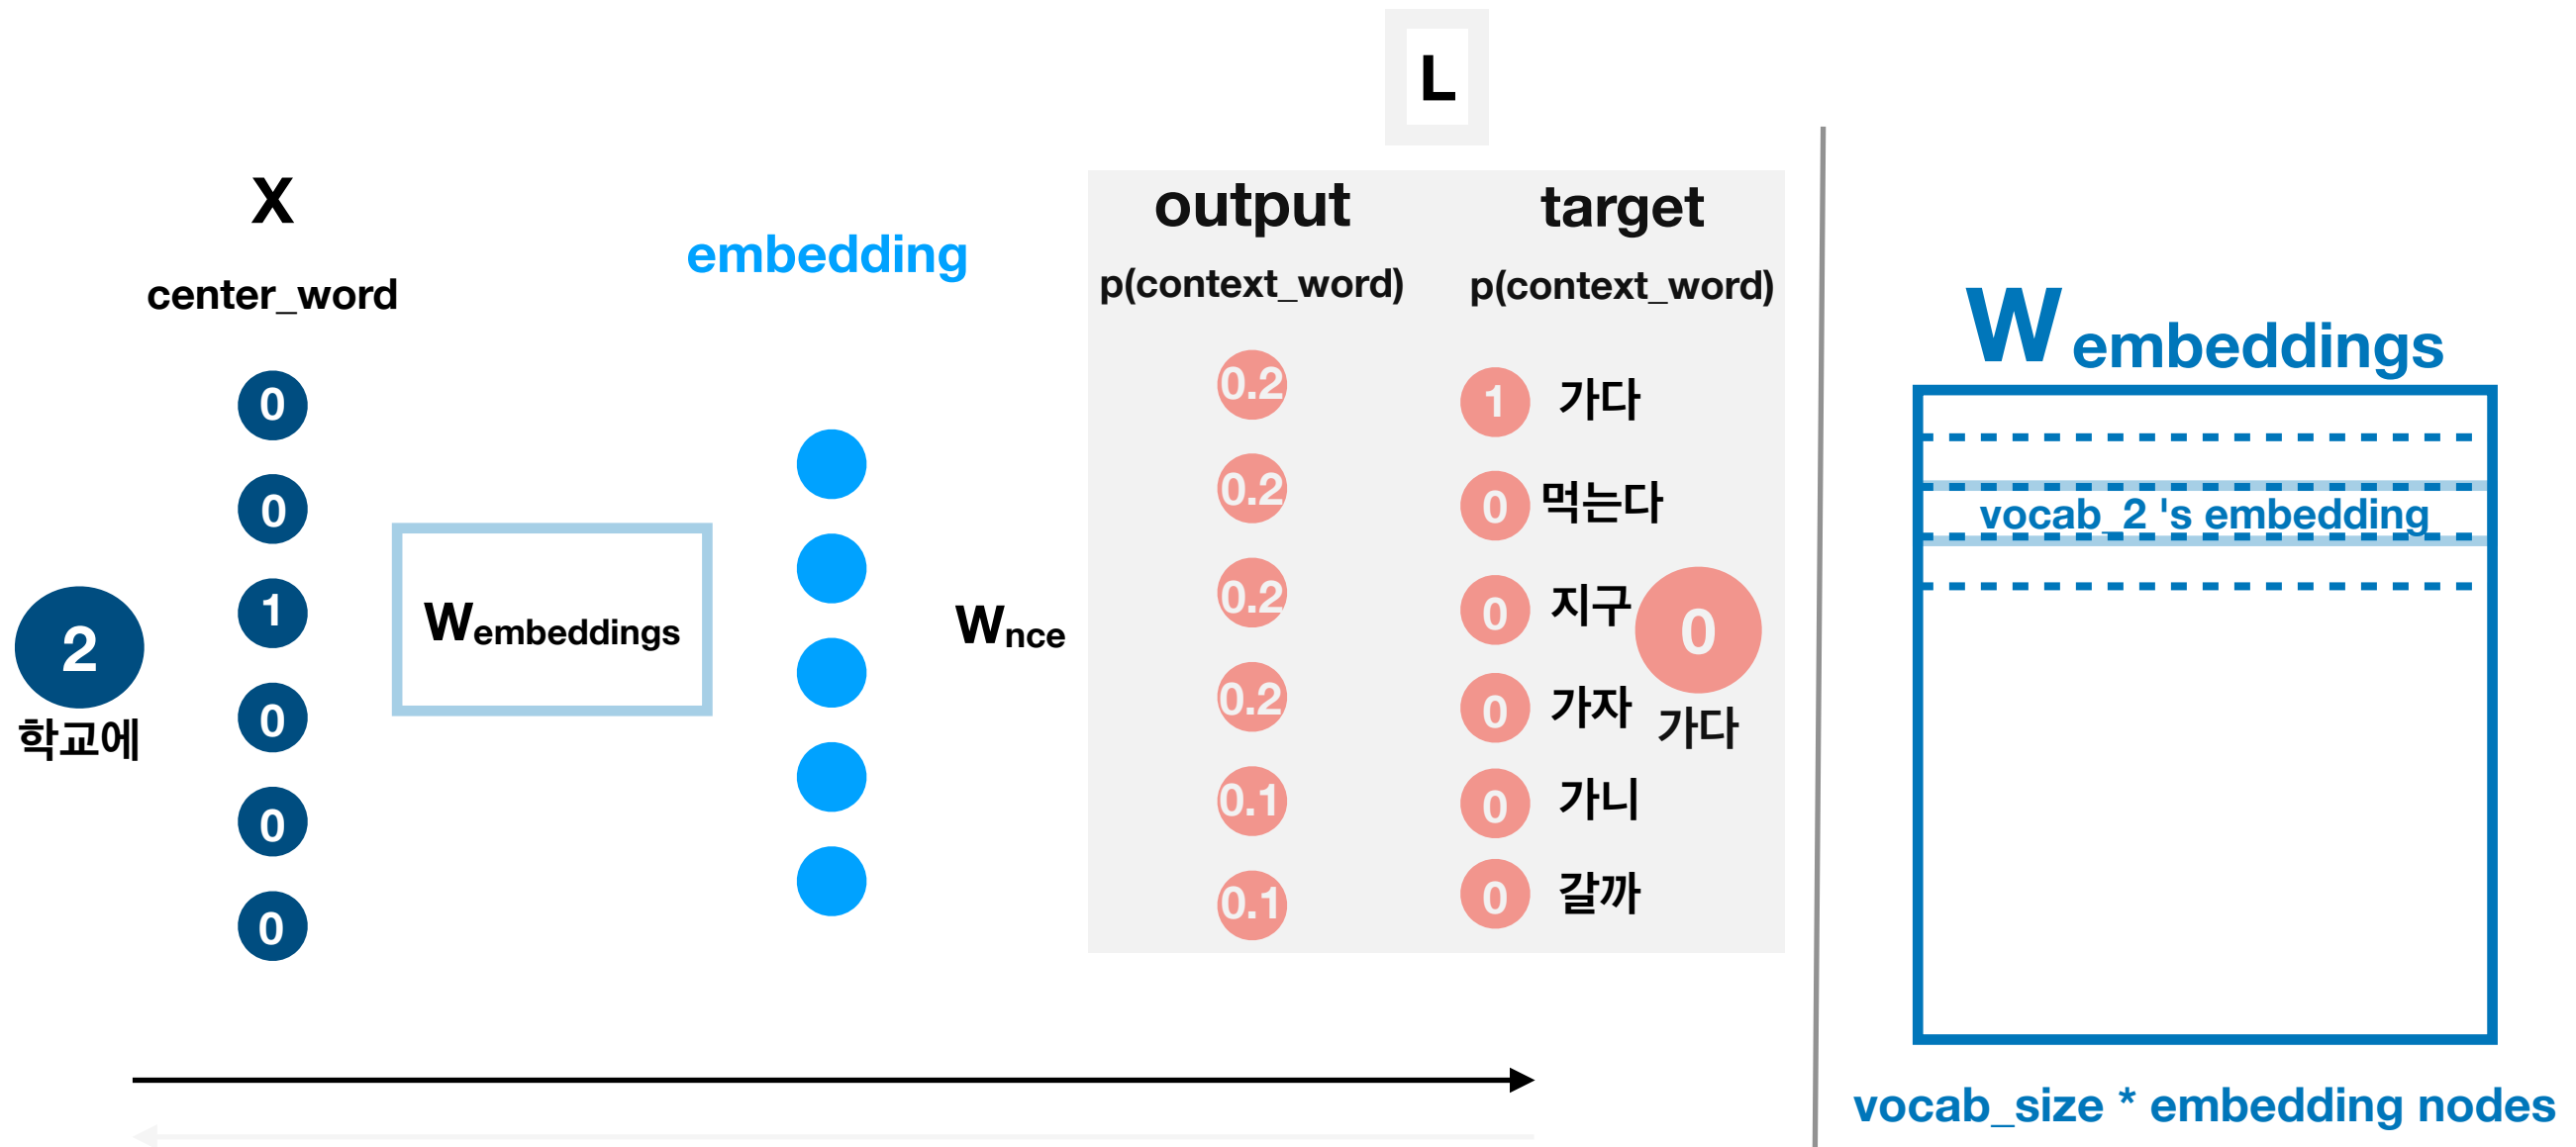 L
X
center_word
0
0
1
0
0
0
2
학교에
W embeddings
embedding
W nce
output
p(context_word)
0.2
0.2
0.2
0.2
0.1
0.1
target
p(context_word)
1 가다
0 먹는다
0 지구
0 가자
0 가니
0 갈까
0
가다
W embeddings
vocab_2 's embedding
vocab_size * embedding nodes